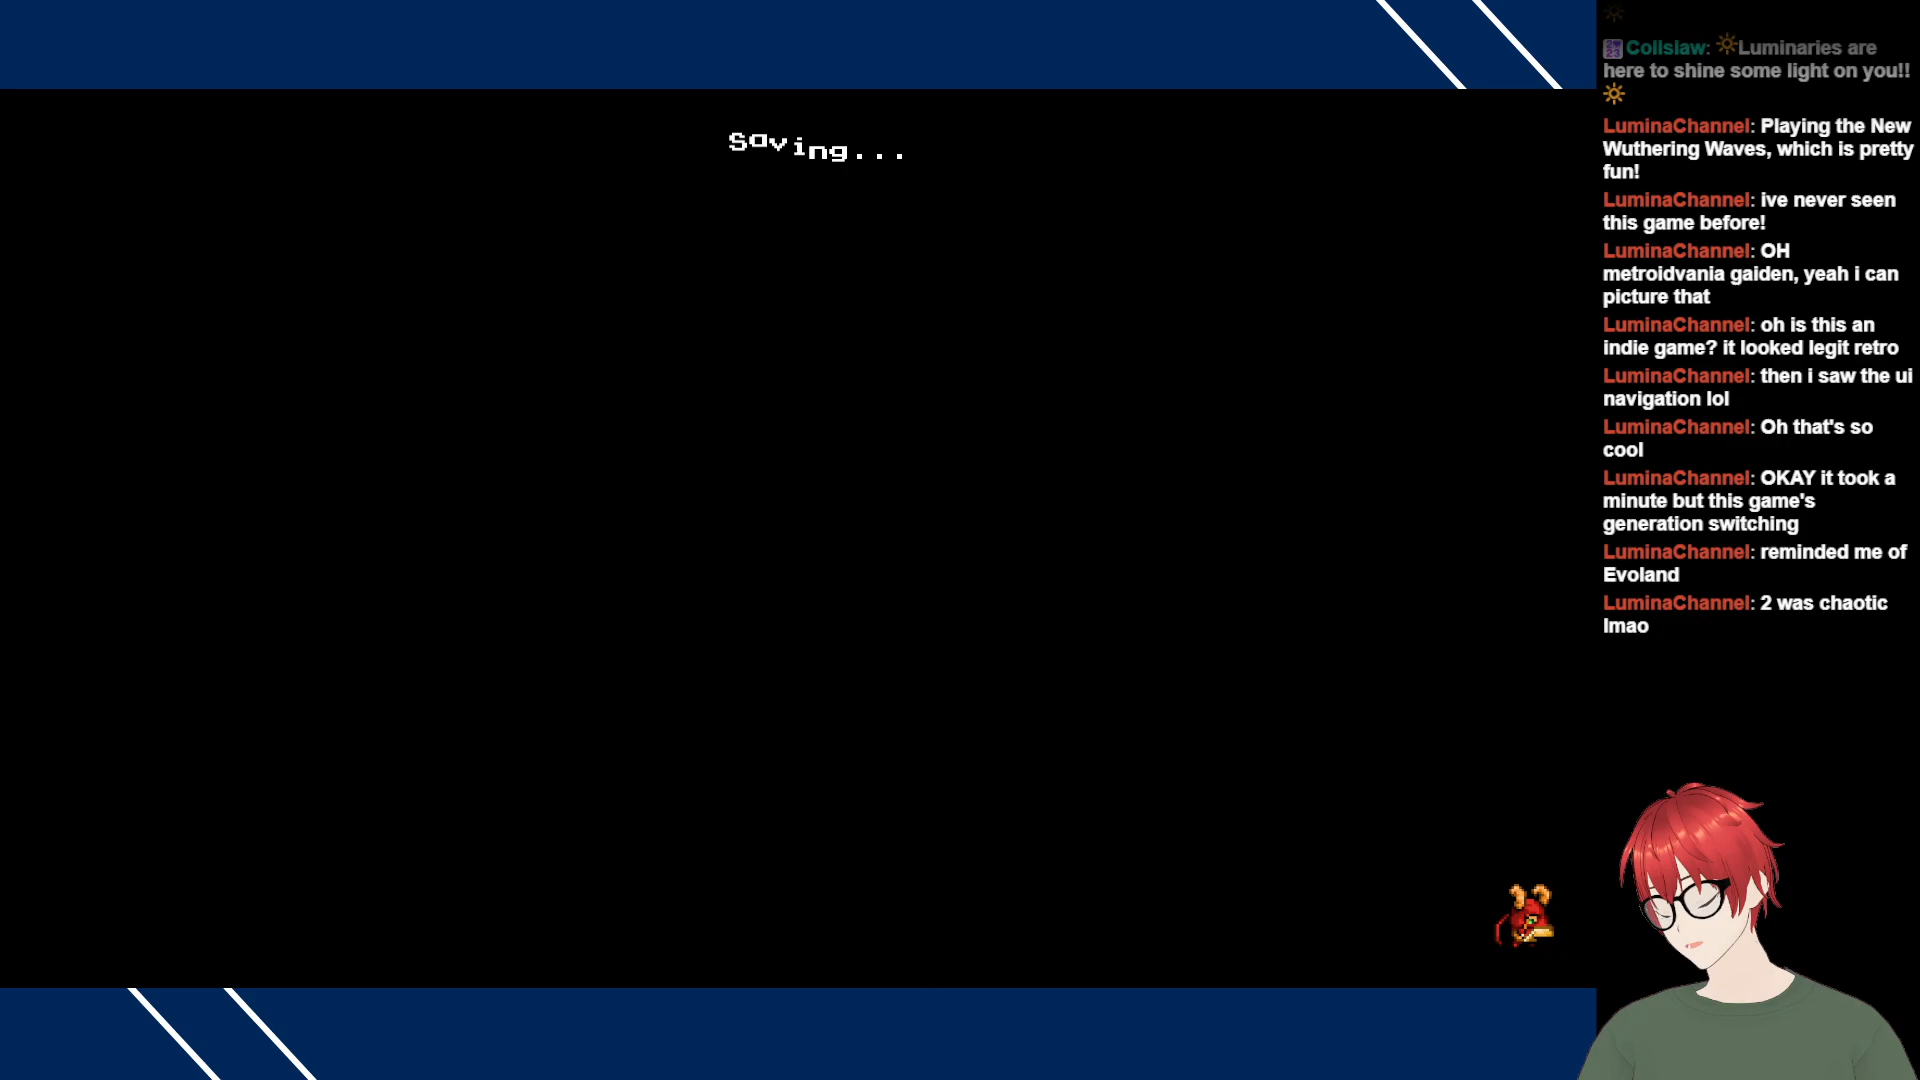 Saving...
Collslaw: Luminaries are
here to shine some light on you!!
LuminaChannel: Playing the New
Wuthering Waves, which is pretty
fun!
LuminaChannel: ive never seen
this game before!
LuminaChannel: OH
metroidvania gaiden, yeah i can
picture that
LuminaChannel: oh is this an
indie game? it looked legit retro
LuminaChannel: then i saw the ui
navigation lol
LuminaChannel: Oh that's so
cool
LuminaChannel: OKAY it took a
minute but this game's
generation switching
LuminaChannel: reminded me of
Evoland
LuminaChannel: 2 was chaotic
lmao